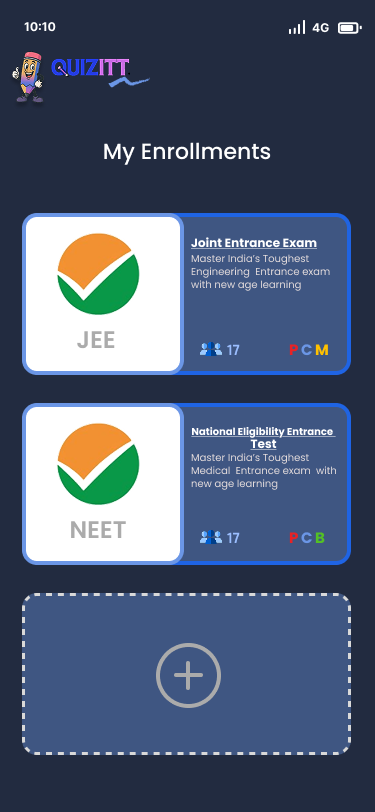 10:10
4G
QUIZITT
My Enrollments
Joint Entrance Exam
Master India's Toughest
Engineering Entrance exam
with new age learning
JEE
17
P C M
National Eligibility Entrance
Test
Master India's Toughest
Medical Entrance exam with
new age learning
NEET
17
P C B